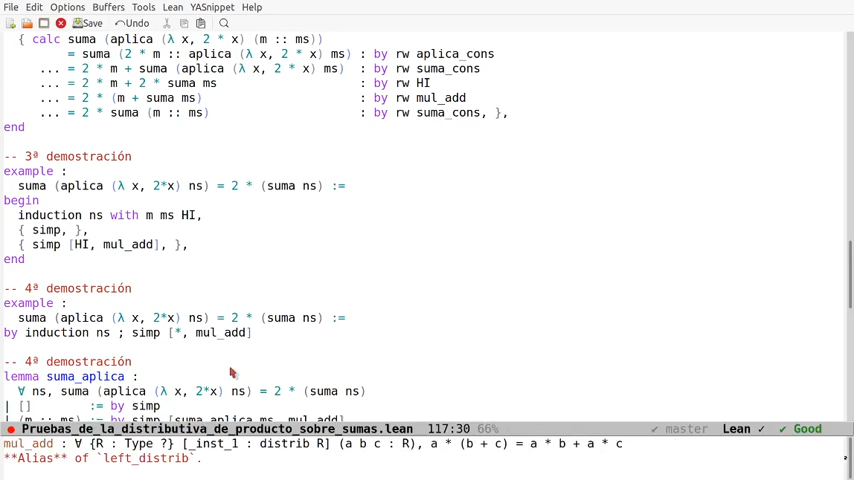 File Edit Options Buffers Tools Lean YASnippet Help
Save Undo
{ calc suma (aplica (λ x, 2 * x) (m :: ms))
= suma (2 * m :: aplica (λ x, 2 * x) ms) : by rw aplica_cons
... = 2 * m + suma (aplica (λ x, 2 * x) ms) : by rw suma_cons
... = 2 * m + 2 * suma ms : by rw HI
... = 2 * (m + suma ms) : by rw mul_add
... = 2 * suma (m :: ms) : by rw suma_cons, },
end
-- 3ª demostración
example :
suma (aplica (λ x, 2*x) ns) = 2 * (suma ns) :=
begin
induction ns with m ms HI,
{ simp, },
{ simp [HI, mul_add], },
end
-- 4ª demostración
example :
suma (aplica (λ x, 2*x) ns) = 2 * (suma ns) :=
by induction ns ; simp [*, mul_add]
-- 4ª demostración
lemma suma_aplica :
∀ ns, suma (aplica (λ x, 2*x) ns) = 2 * (suma ns)
| [] := by simp
| (m :: ms) := by simp [suma_aplica ms, mul_add]
Pruebas_de_la_distributiva_de_producto_sobre_sumas.lean 117:30 66% ✓ master Lean ✓ ✓ Good
mul_add : ∀ {R : Type ?} [_inst_1 : distrib R] (a b c : R), a * (b + c) = a * b + a * c
**Alias** of `left_distrib`.